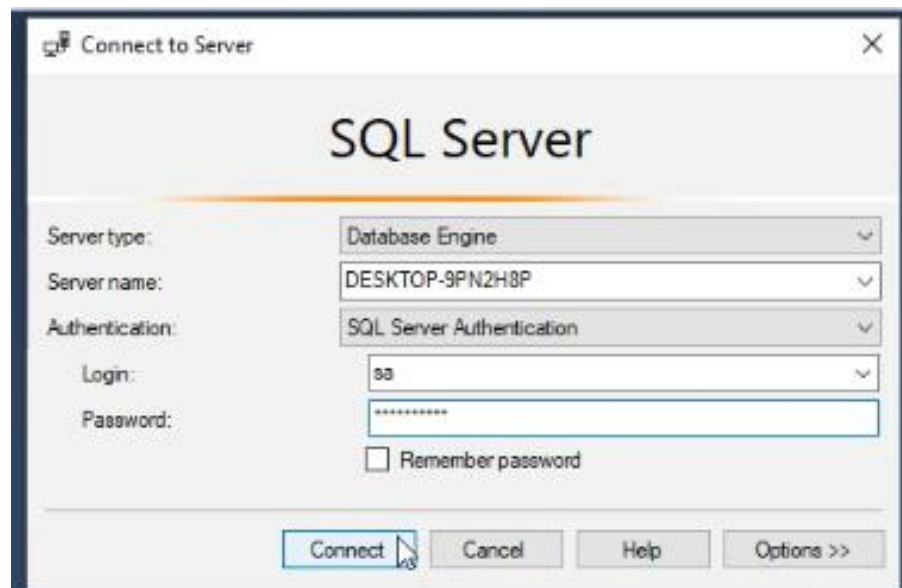 Connect to Server
SQL Server
Server type: Database Engine
Server name: DESKTOP-9PN2H8P
Authentication: SQL Server Authentication
Login: sa
Password: **********
Remember password
Connect Cancel Help Options >>